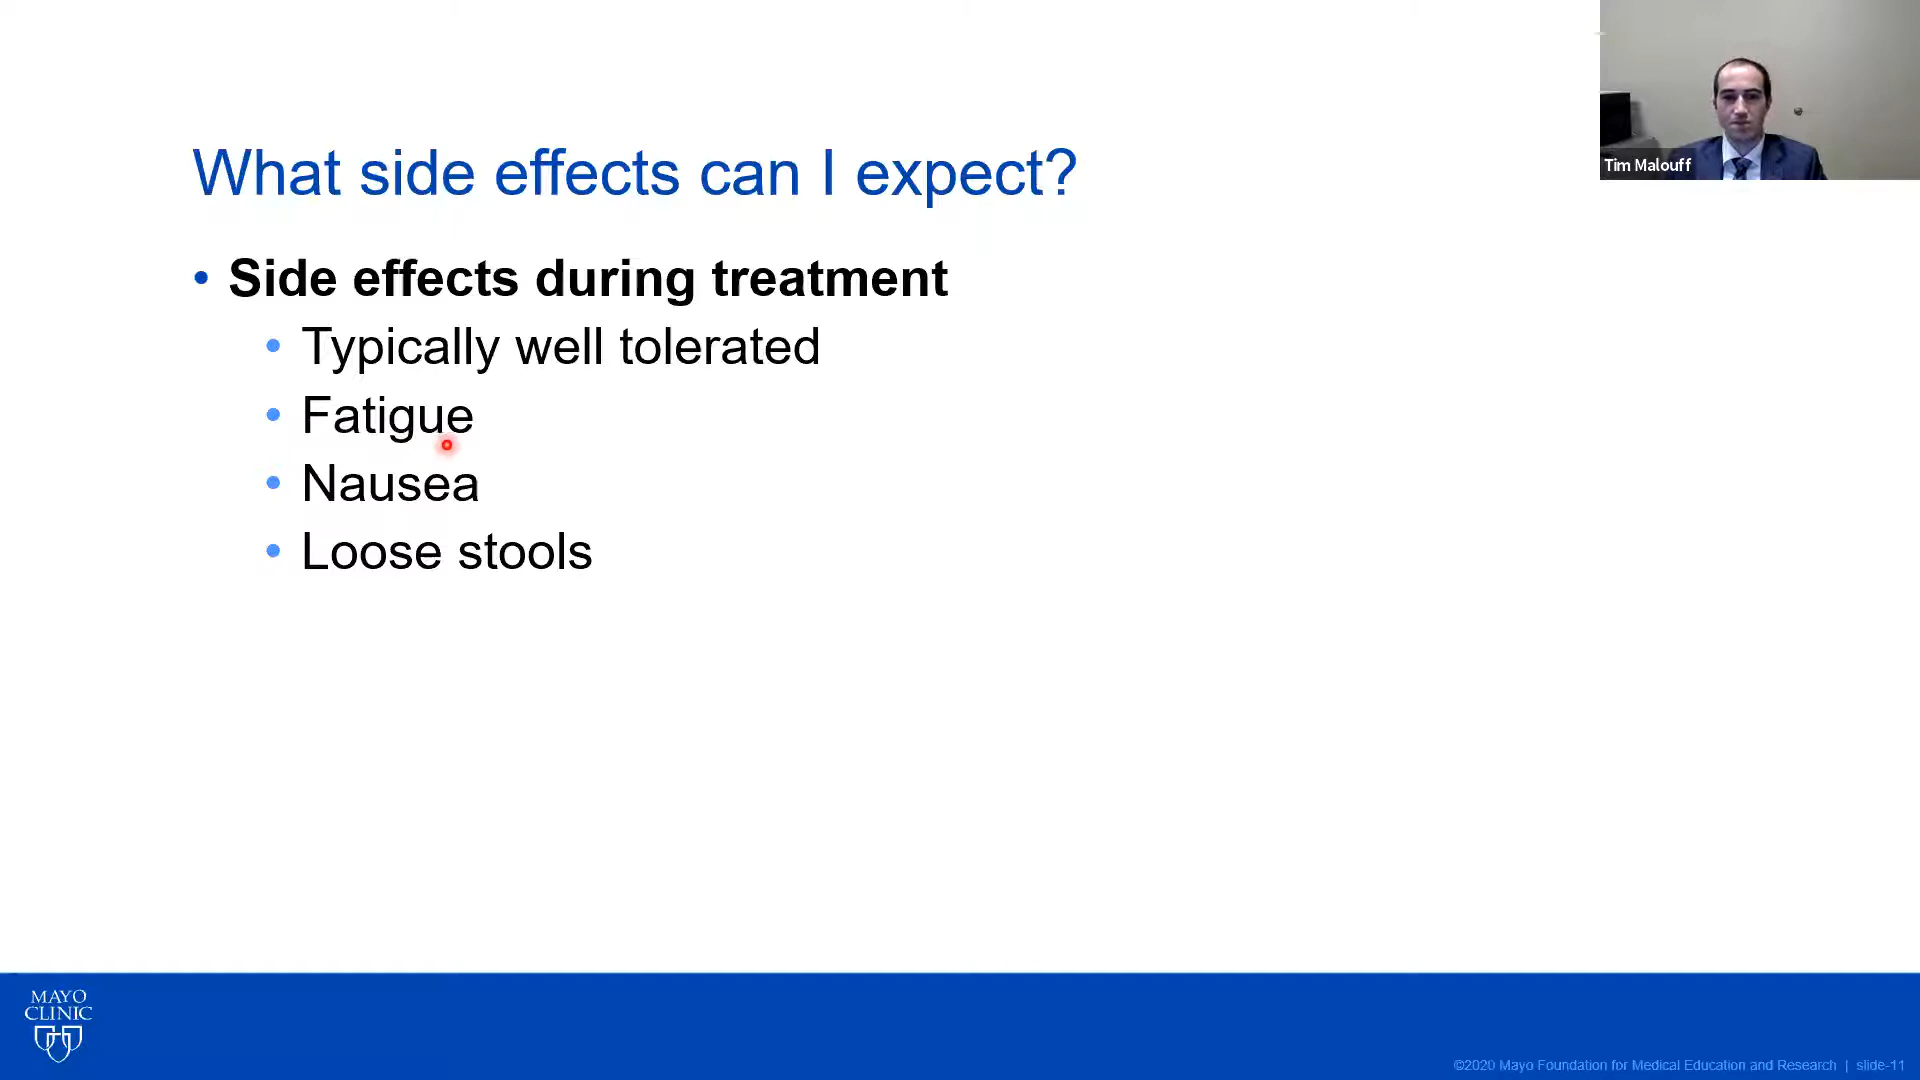 Tim Malouff
What side effects can I expect?
• Side effects during treatment
• Typically well tolerated
• Fatigue
• Nausea
• Loose stools
MAYO
CLINIC
©2020 Mayo Foundation for Medical Education and Research | slide-11